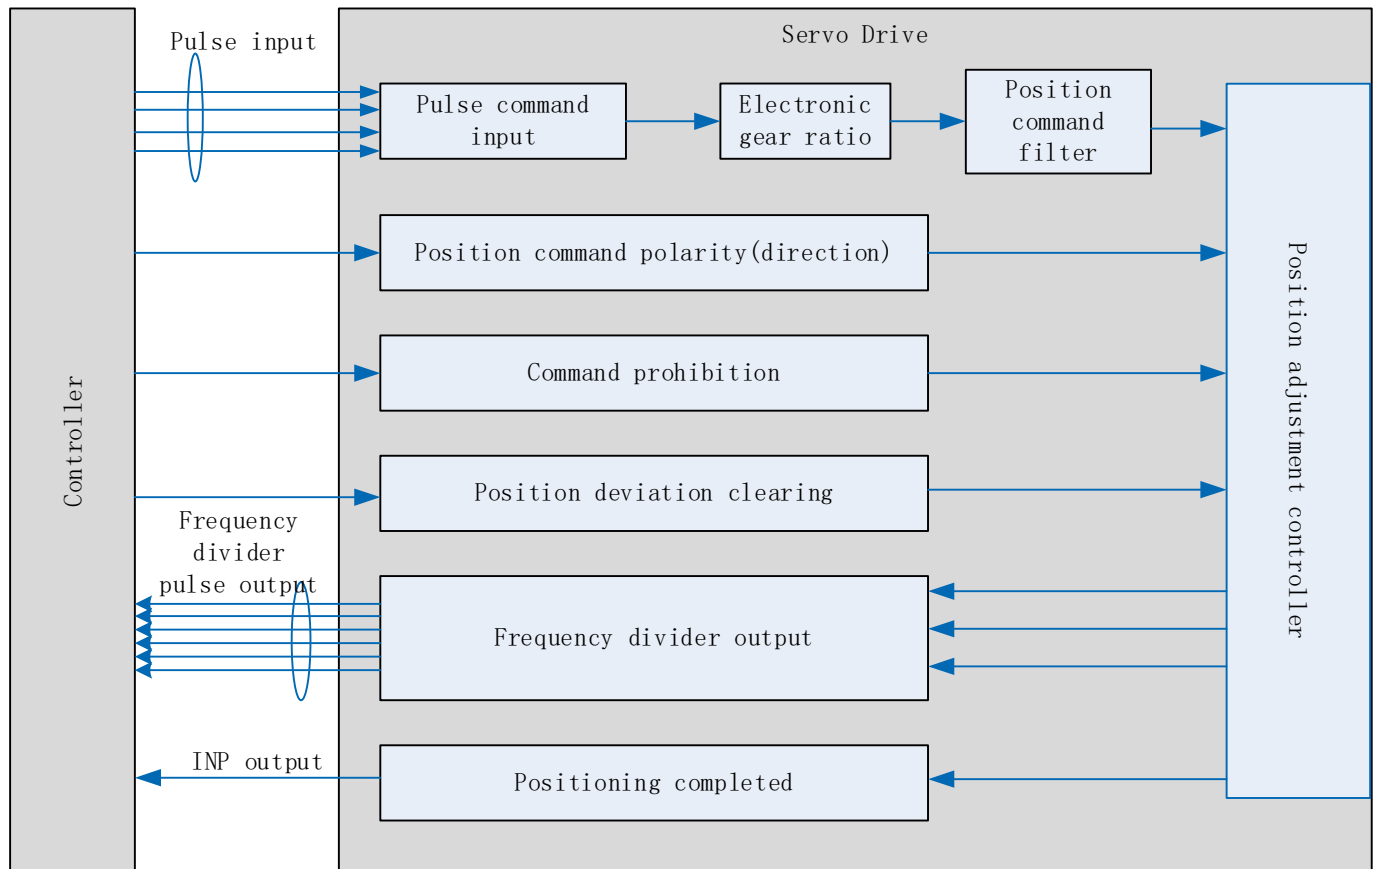 Servo Drive
Pulse input
Pulse command
input
Electronic
gear ratio
Position
command
filter
Position command polarity(direction)
Command prohibition
Position deviation clearing
Controller
Position adjustment controller
Frequency
divider
pulse output
Frequency divider output
INP output
Positioning completed